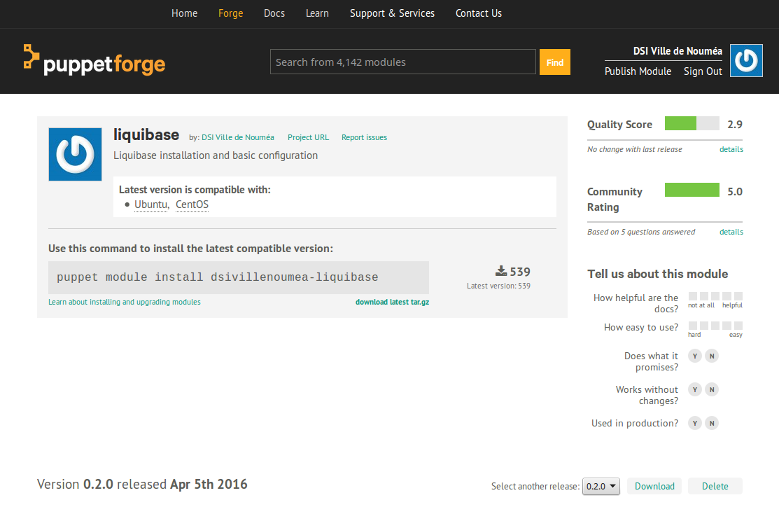 Home Forge Docs Learn Support & Services Contact Us
puppetforge
Search from 4,142 modules
Find
DSI Ville de Nouméa
Publish Module Sign Out
liquibase by: DSI Ville de Nouméa Project URL Report issues
Liquibase installation and basic configuration
Latest version is compatible with:
Ubuntu, CentOS
Use this command to install the latest compatible version:
puppet module install dsivillenoumea-liquibase
539
Latest version: 539
Learn about installing and upgrading modules
download latest tar.gz
Quality Score 2.9
No change with last release details
Community
Rating
5.0
Based on 5 questions answered details
Tell us about this module
How helpful are the
docs?
not at all helpful
How easy to use?
hard easy
Does what it
promises?
Y N
Works without
changes?
Y N
Used in production? Y N
Version 0.2.0 released Apr 5th 2016
Select another release: 0.2.0 Download Delete